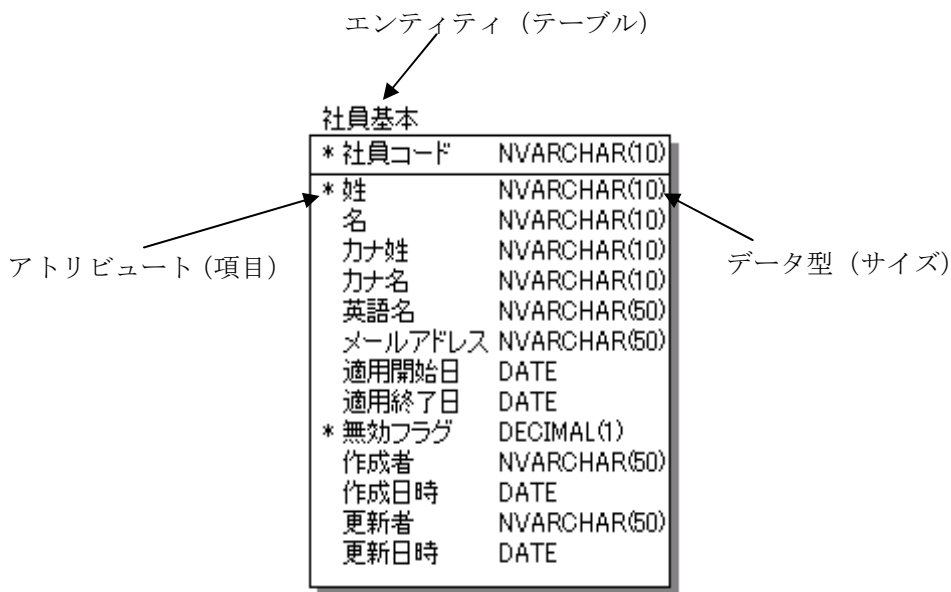 エンティティ（テーブル）
社員基本
* 社員コード NVARCHAR(10)
* 姓 NVARCHAR(10)
名 NVARCHAR(10)
カナ姓 NVARCHAR(10)
カナ名 NVARCHAR(10)
英語名 NVARCHAR(50)
メールアドレス NVARCHAR(50)
適用開始日 DATE
適用終了日 DATE
* 無効フラグ DECIMAL(1)
作成者 NVARCHAR(50)
作成日時 DATE
更新者 NVARCHAR(50)
更新日時 DATE
アトリビュート（項目）
データ型（サイズ）